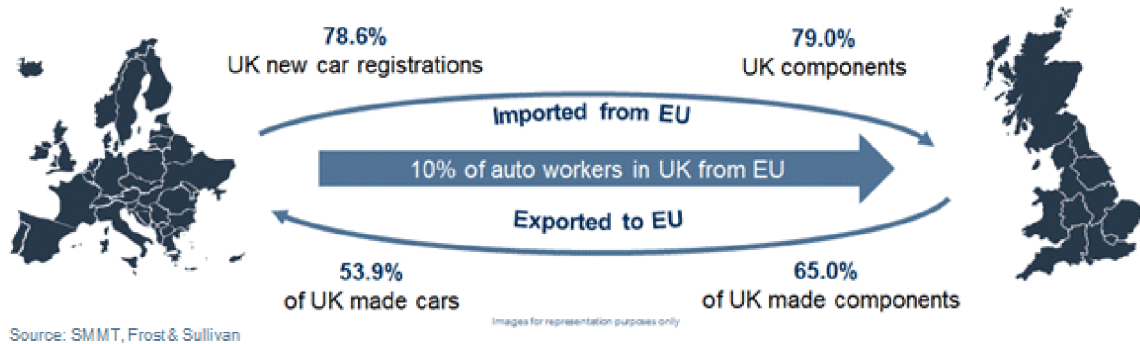 78.6%
UK new car registrations
79.0%
UK components
Imported from EU
10% of auto workers in UK from EU
Exported to EU
53.9%
of UK made cars
65.0%
of UK made components
Images for representation purposes only
Source: SMMT, Frost & Sullivan